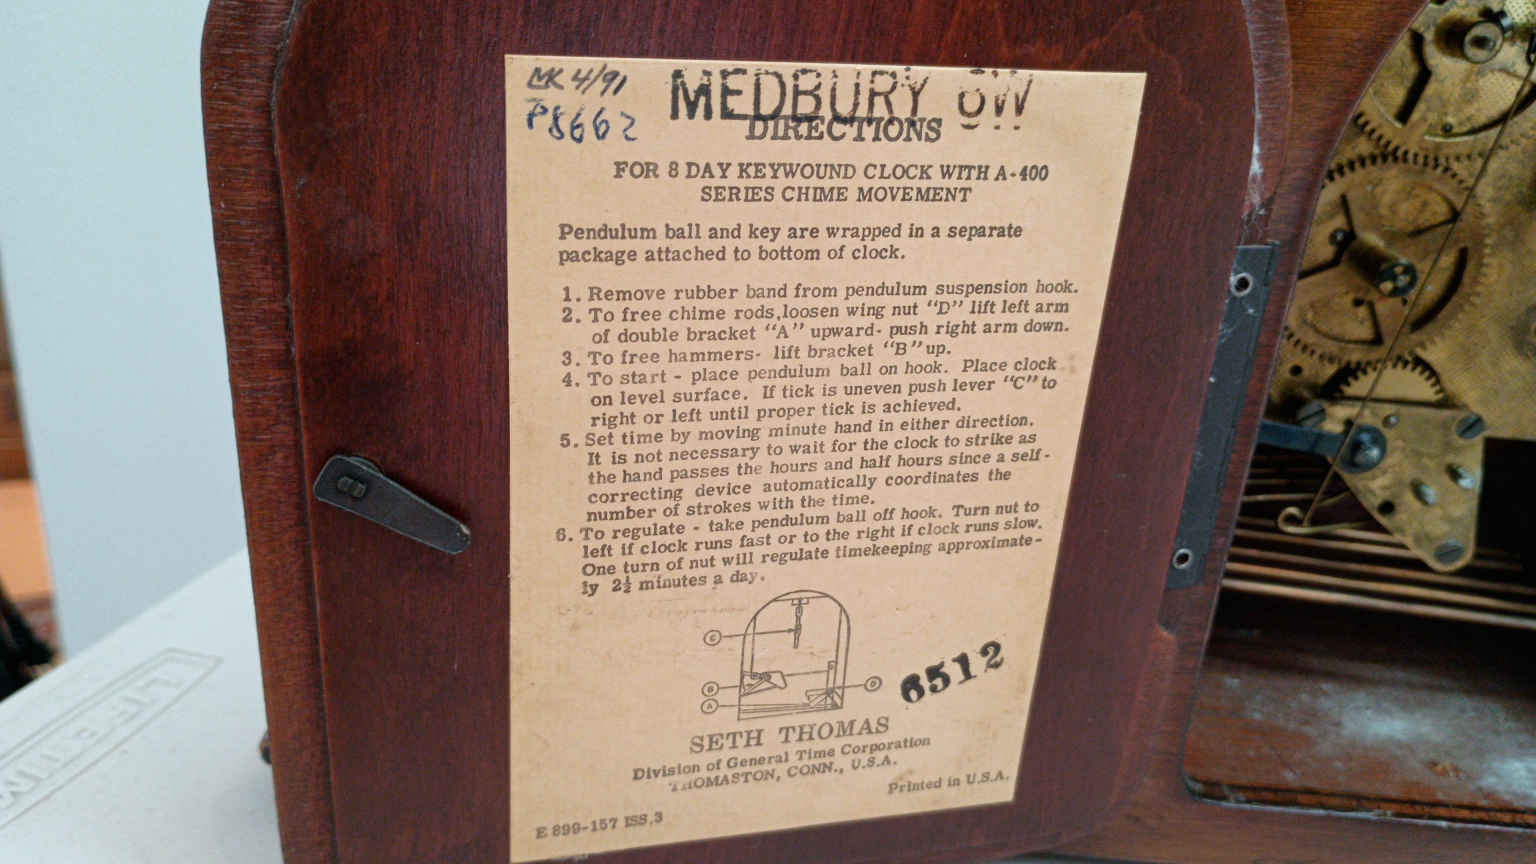 MK 4/91
P8662
MEDBURY 6W
DIRECTIONS
FOR 8 DAY KEYWOUND CLOCK WITH A-400
SERIES CHIME MOVEMENT
Pendulum ball and key are wrapped in a separate
package attached to bottom of clock.
1. Remove rubber band from pendulum suspension hook.
2. To free chime rods, loosen wing nut "D" lift left arm
of double bracket "A" upward- push right arm down.
3. To free hammers- lift bracket "B" up.
4. To start - place pendulum ball on hook. Place clock
on level surface. If tick is uneven push lever "C" to
right or left until proper tick is achieved.
5. Set time by moving minute hand in either direction.
It is not necessary to wait for the clock to strike as
the hand passes the hours and half hours since a self-
correcting device automatically coordinates the
number of strokes with the time.
6. To regulate - take pendulum ball off hook. Turn nut to
left if clock runs fast or to the right if clock runs slow.
One turn of nut will regulate timekeeping approximate-
ly 2½ minutes a day.
C
B
D
A
6512
SETH THOMAS
Division of General Time Corporation
THOMASTON, CONN., U.S.A.
Printed in U.S.A.
E 899-157 ISS.3